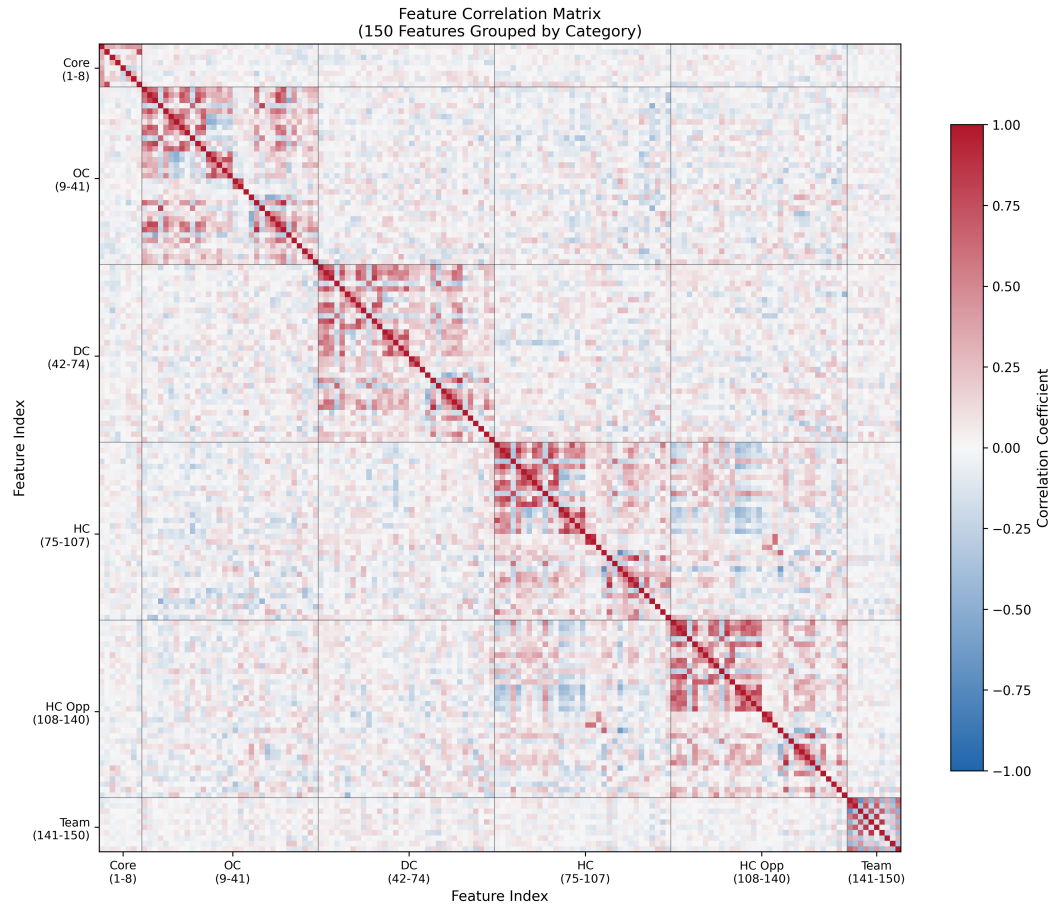 Feature Correlation Matrix
(150 Features Grouped by Category)
Feature Index
Core
(1-8)
OC
(9-41)
DC
(42-74)
HC
(75-107)
HC Opp
(108-140)
Team
(141-150)
Core
(1-8)
OC
(9-41)
DC
(42-74)
HC
(75-107)
HC Opp
(108-140)
Team
(141-150)
Feature Index
1.00
0.75
0.50
0.25
0.00
−0.25
−0.50
−0.75
−1.00
Correlation Coefficient